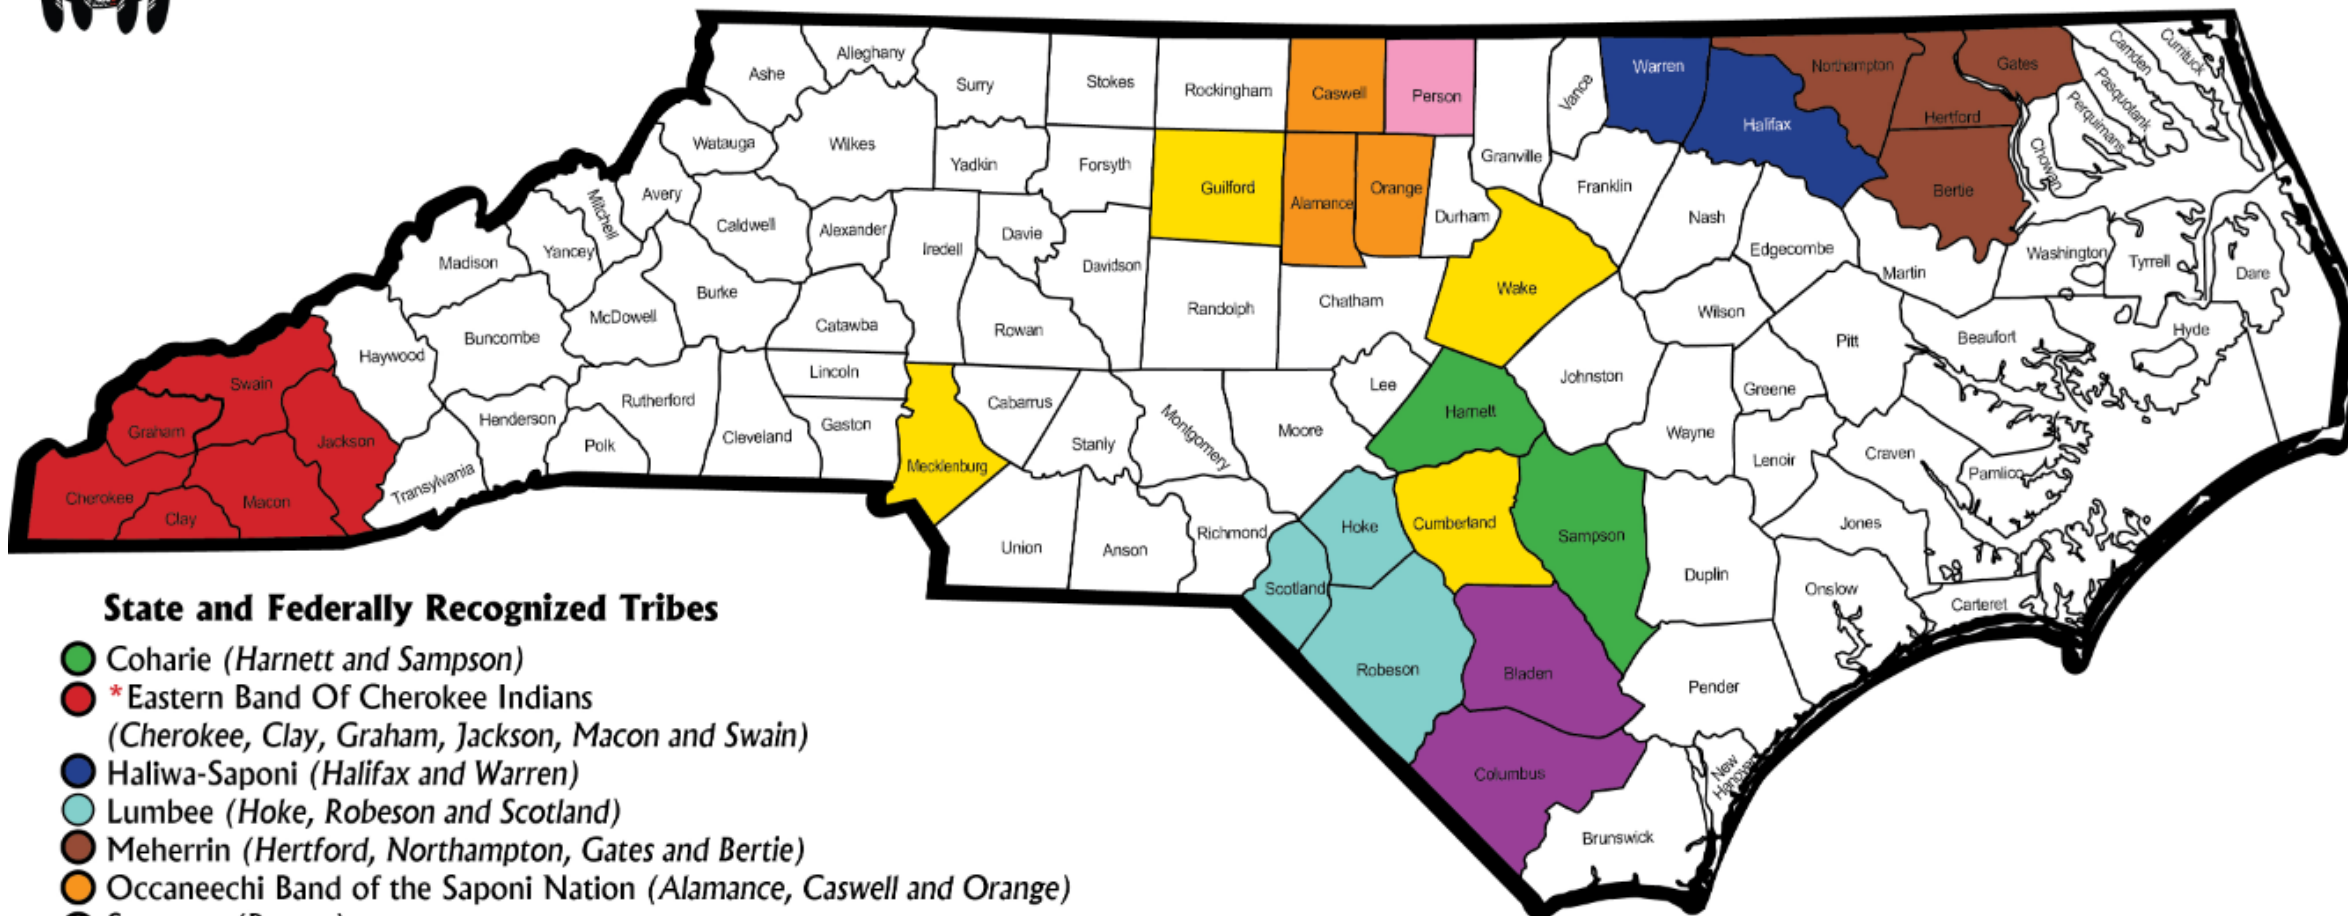 Ashe
Alleghany
Surry
Stokes
Rockingham
Caswell
Person
Vance
Warren
Northampton
Gates
Camden
Currituck
Pasquotank
Perquimans
Halifax
Hertford
Chowan
Watauga
Wilkes
Yadkin
Forsyth
Guilford
Alamance
Orange
Durham
Granville
Franklin
Bertie
Mitchell
Avery
Caldwell
Alexander
Iredell
Davie
Davidson
Nash
Edgecombe
Martin
Washington
Tyrrell
Dare
Madison
Yancey
McDowell
Burke
Catawba
Rowan
Randolph
Chatham
Wake
Wilson
Pitt
Beaufort
Hyde
Swain
Haywood
Buncombe
Rutherford
Lincoln
Cabarrus
Lee
Harnett
Johnston
Greene
Graham
Jackson
Henderson
Polk
Cleveland
Gaston
Stanly
Montgomery
Moore
Wayne
Lenoir
Craven
Pamlico
Cherokee
Clay
Macon
Transylvania
Mecklenburg
Union
Anson
Richmond
Hoke
Cumberland
Sampson
Duplin
Jones
Onslow
Carteret
Scotland
Robeson
Bladen
Pender
Columbus
New
Hanover
Brunswick
State and Federally Recognized Tribes
Coharie (Harnett and Sampson)
*Eastern Band Of Cherokee Indians
(Cherokee, Clay, Graham, Jackson, Macon and Swain)
Haliwa-Saponi (Halifax and Warren)
Lumbee (Hoke, Robeson and Scotland)
Meherrin (Hertford, Northampton, Gates and Bertie)
Occaneechi Band of the Saponi Nation (Alamance, Caswell and Orange)